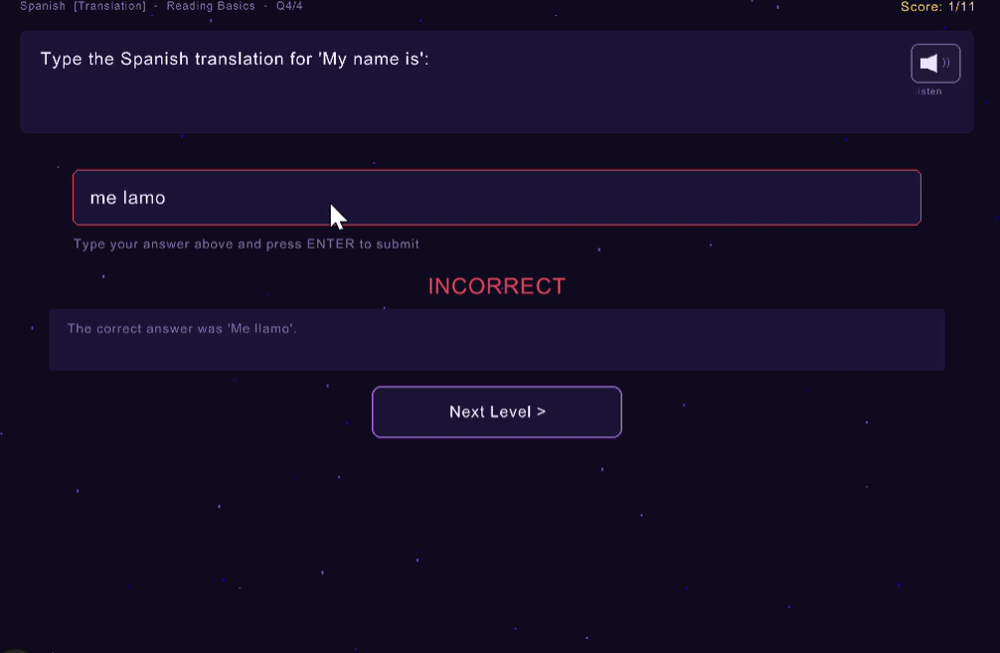 Spanish [Translation] - Reading Basics - Q4/4
Score: 1/11
Type the Spanish translation for 'My name is':
isten
me lamo
Type your answer above and press ENTER to submit
INCORRECT
The correct answer was 'Me llamo'.
Next Level >